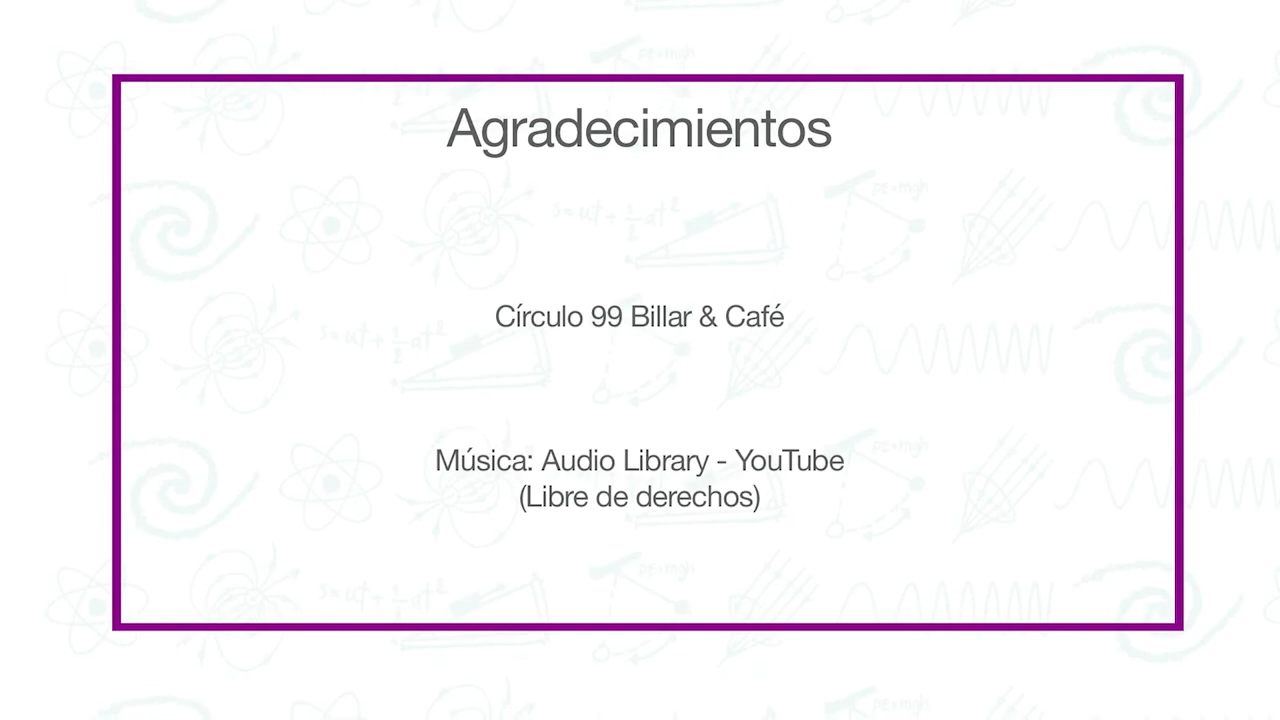 Agradecimientos
Círculo 99 Billar & Café
Música: Audio Library - YouTube
(Libre de derechos)